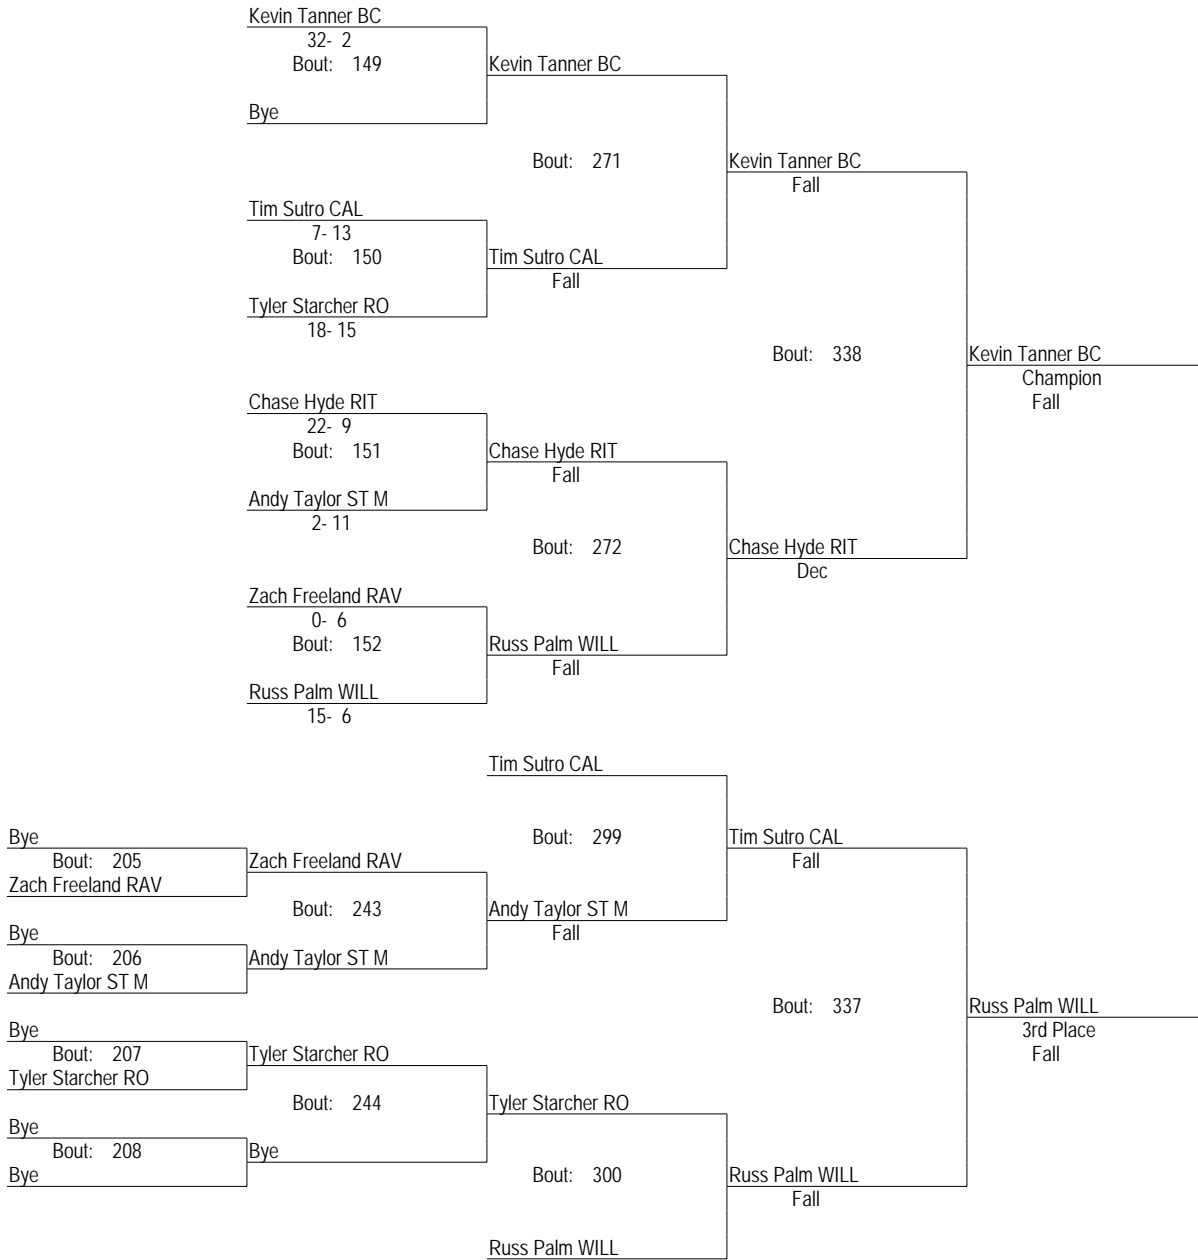 Kevin Tanner BC
32- 2
Bout: 149
Kevin Tanner BC
Bye
Bout: 271
Kevin Tanner BC
Fall
Tim Sutro CAL
7- 13
Bout: 150
Tim Sutro CAL
Fall
Tyler Starcher RO
18- 15
Bout: 338
Kevin Tanner BC
Champion
Fall
Chase Hyde RIT
22- 9
Bout: 151
Chase Hyde RIT
Fall
Andy Taylor ST M
2- 11
Bout: 272
Chase Hyde RIT
Dec
Zach Freeland RAV
0- 6
Bout: 152
Russ Palm WILL
Fall
Russ Palm WILL
15- 6
Tim Sutro CAL
Bout: 299
Tim Sutro CAL
Fall
Bye
Bout: 205
Zach Freeland RAV
Zach Freeland RAV
Bout: 243
Andy Taylor ST M
Fall
Bye
Bout: 206
Andy Taylor ST M
Andy Taylor ST M
Bout: 337
Russ Palm WILL
3rd Place
Fall
Bye
Bout: 207
Tyler Starcher RO
Tyler Starcher RO
Bout: 244
Tyler Starcher RO
Bye
Bout: 208
Bye
Bye
Bout: 300
Russ Palm WILL
Fall
Russ Palm WILL